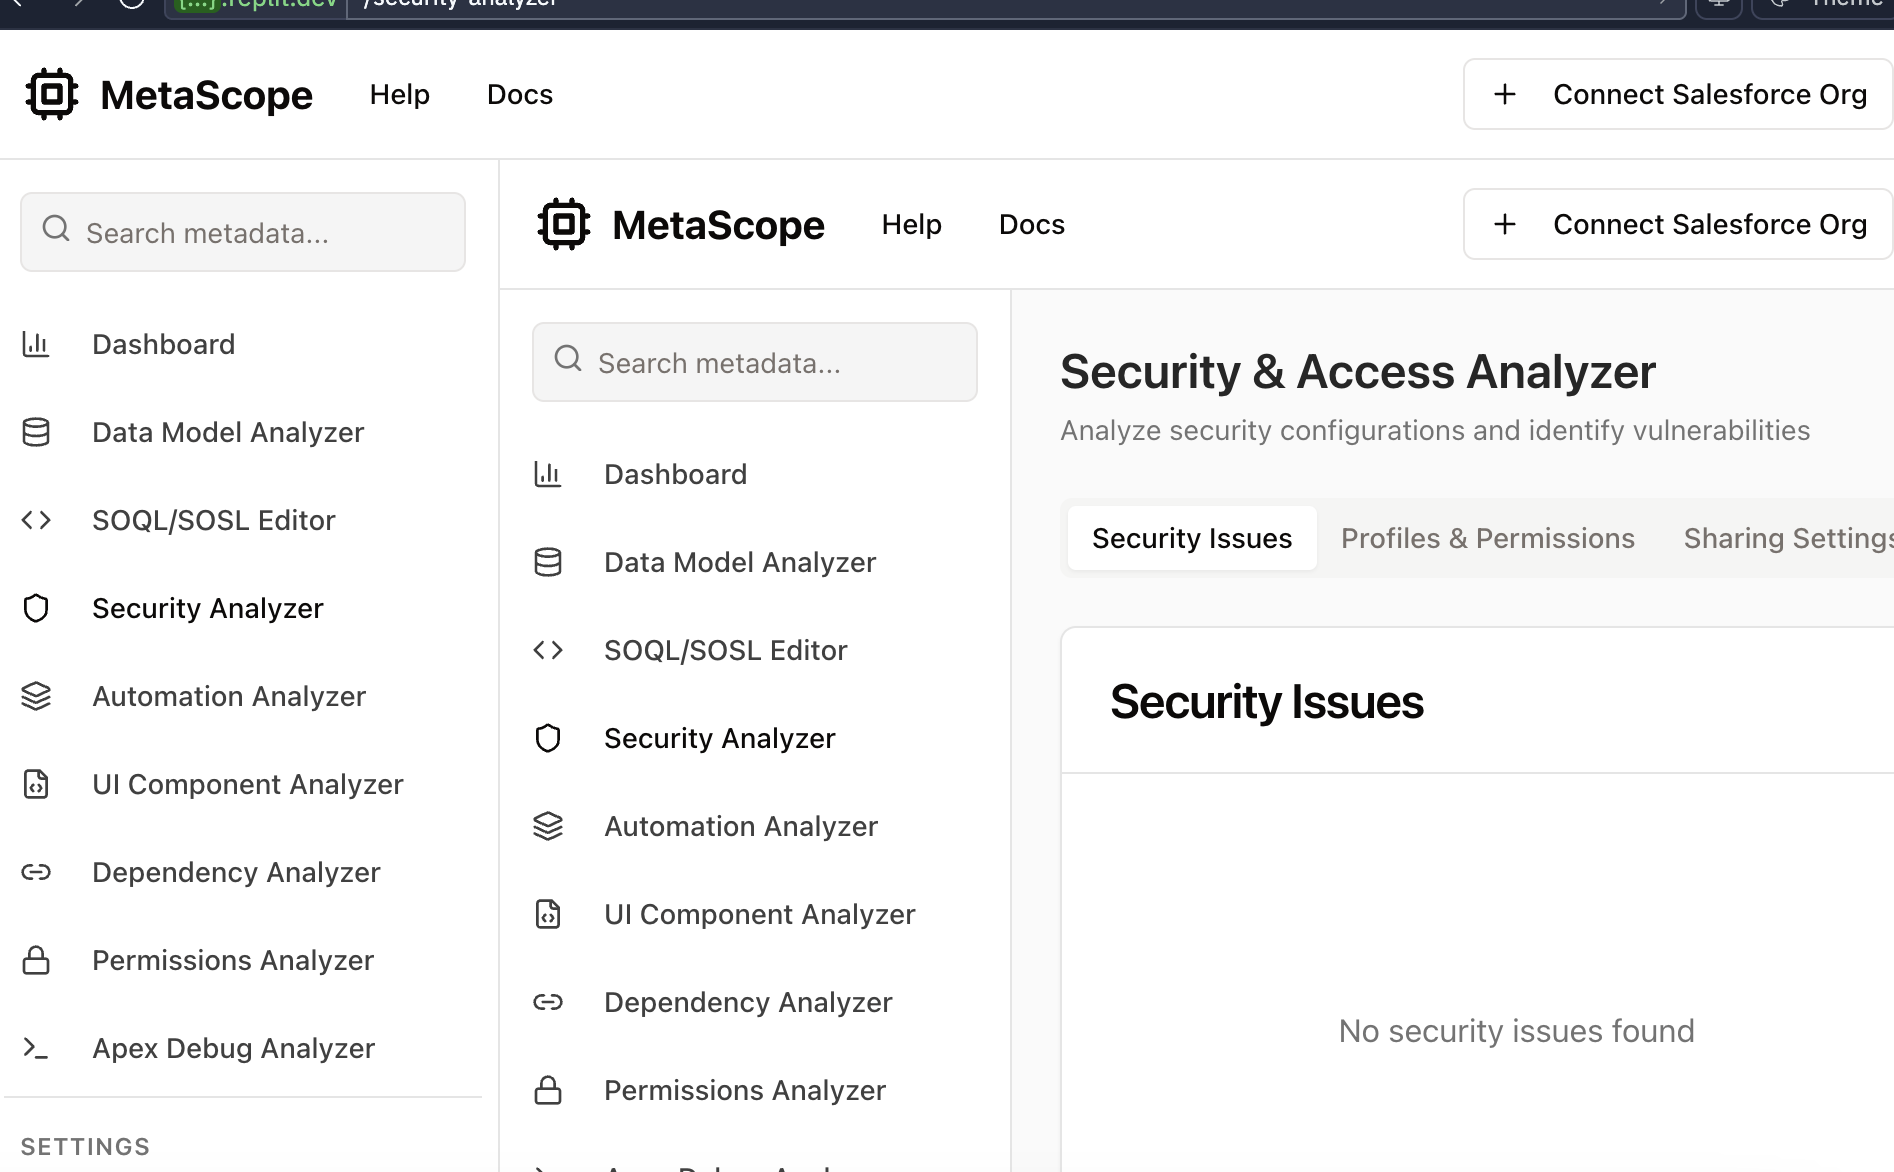 {...}.replit.dev /security-analyzer Theme
MetaScope Help Docs + Connect Salesforce Org
Search metadata...
Dashboard
Data Model Analyzer
SOQL/SOSL Editor
Security Analyzer
Automation Analyzer
UI Component Analyzer
Dependency Analyzer
Permissions Analyzer
Apex Debug Analyzer
SETTINGS
MetaScope Help Docs + Connect Salesforce Org
Search metadata...
Dashboard
Data Model Analyzer
SOQL/SOSL Editor
Security Analyzer
Automation Analyzer
UI Component Analyzer
Dependency Analyzer
Permissions Analyzer
Security & Access Analyzer
Analyze security configurations and identify vulnerabilities
Security Issues Profiles & Permissions Sharing Settings
Security Issues
No security issues found